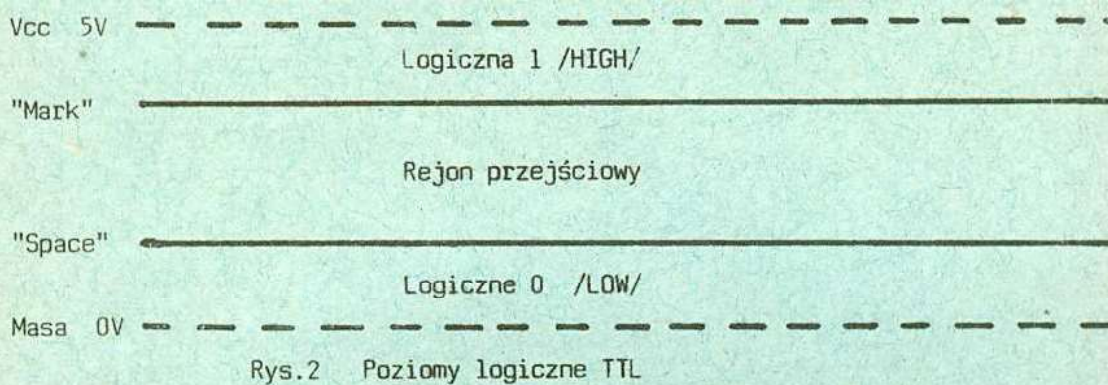 Vcc 5V
Logiczna 1 /HIGH/
"Mark"
Rejon przejściowy
"Space"
Logiczne 0 /LOW/
Masa 0V
Rys.2 Poziomy logiczne TTL